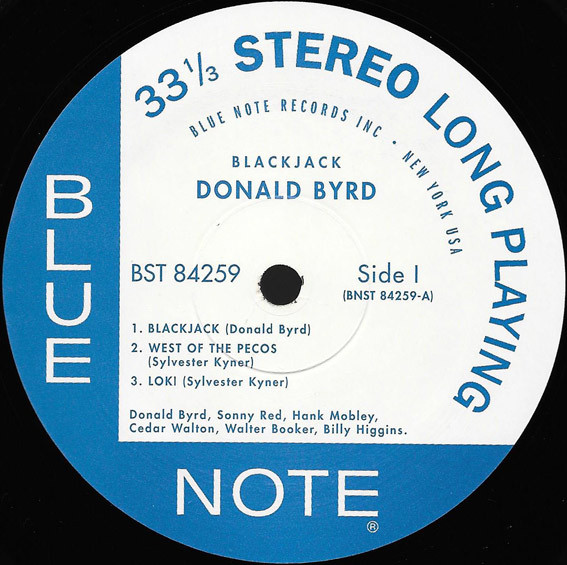 33 1/3 STEREO LONG PLAYING
BLUE NOTE RECORDS INC • NEW YORK USA
BLACKJACK
DONALD BYRD
BST 84259
Side I
(BNST 84259-A)
1. BLACKJACK (Donald Byrd)
2. WEST OF THE PECOS
(Sylvester Kyner)
3. LOKI (Sylvester Kyner)
Donald Byrd, Sonny Red, Hank Mobley,
Cedar Walton, Walter Booker, Billy Higgins.
BLUE
NOTE®